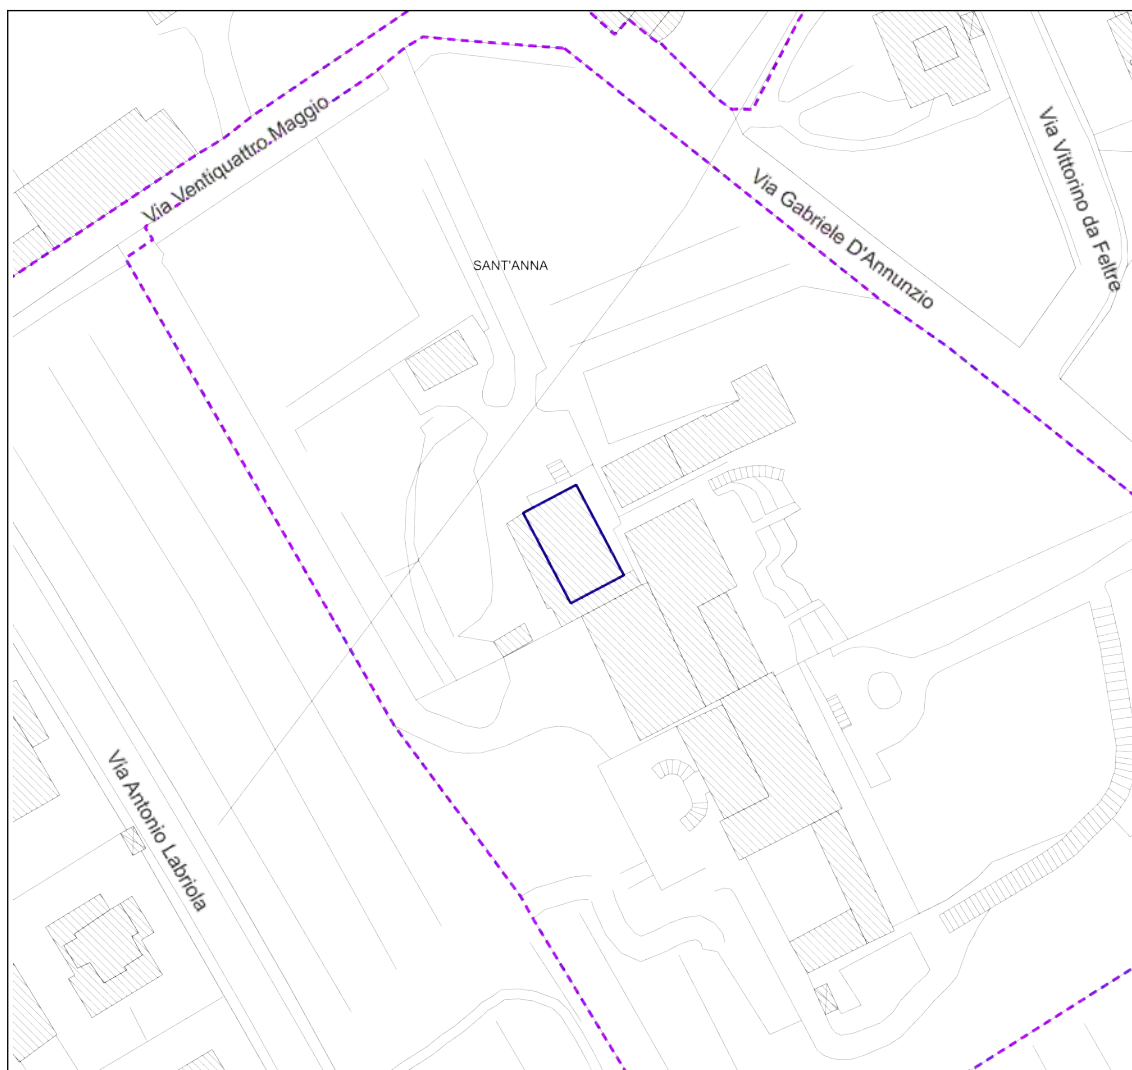 Via Ventiquattro Maggio
Via Vittorino da Feltre
Via Gabriele D'Annunzio
SANT'ANNA
Via Antonio Labriola